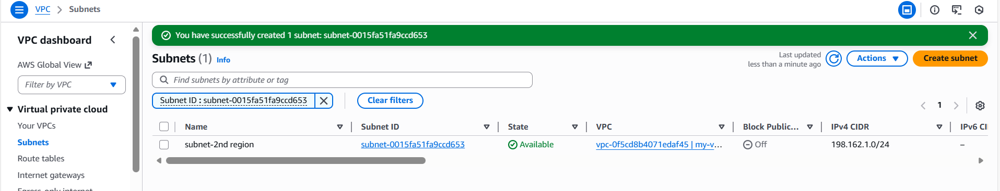 VPC > Subnets
VPC dashboard
AWS Global View
Filter by VPC
Virtual private cloud
Your VPCs
Subnets
Route tables
Internet gateways
Egress-only internet
You have successfully created 1 subnet: subnet-0015fa51fa9ccd653
Subnets (1) Info
Last updated
less than a minute ago
Actions
Create subnet
Find subnets by attribute or tag
Subnet ID : subnet-0015fa51fa9ccd653
Clear filters
1
Name Subnet ID State VPC Block Public... IPv4 CIDR IPv6 CI
subnet-2nd region subnet-0015fa51fa9ccd653 Available vpc-0f5cd8b4071edaf45 | my-v... Off 198.162.1.0/24 –